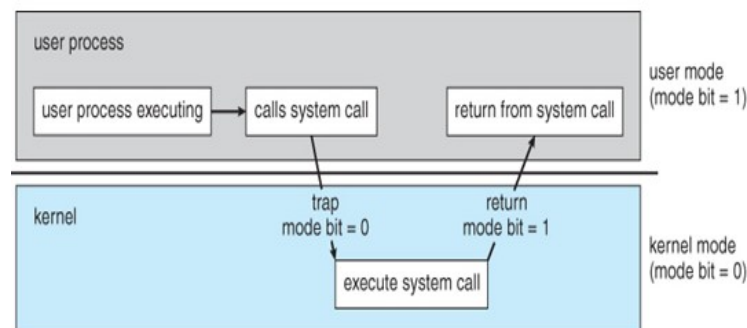 user process
user process executing
calls system call
return from system call
user mode
(mode bit = 1)
trap
mode bit = 0
return
mode bit = 1
kernel
execute system call
kernel mode
(mode bit = 0)